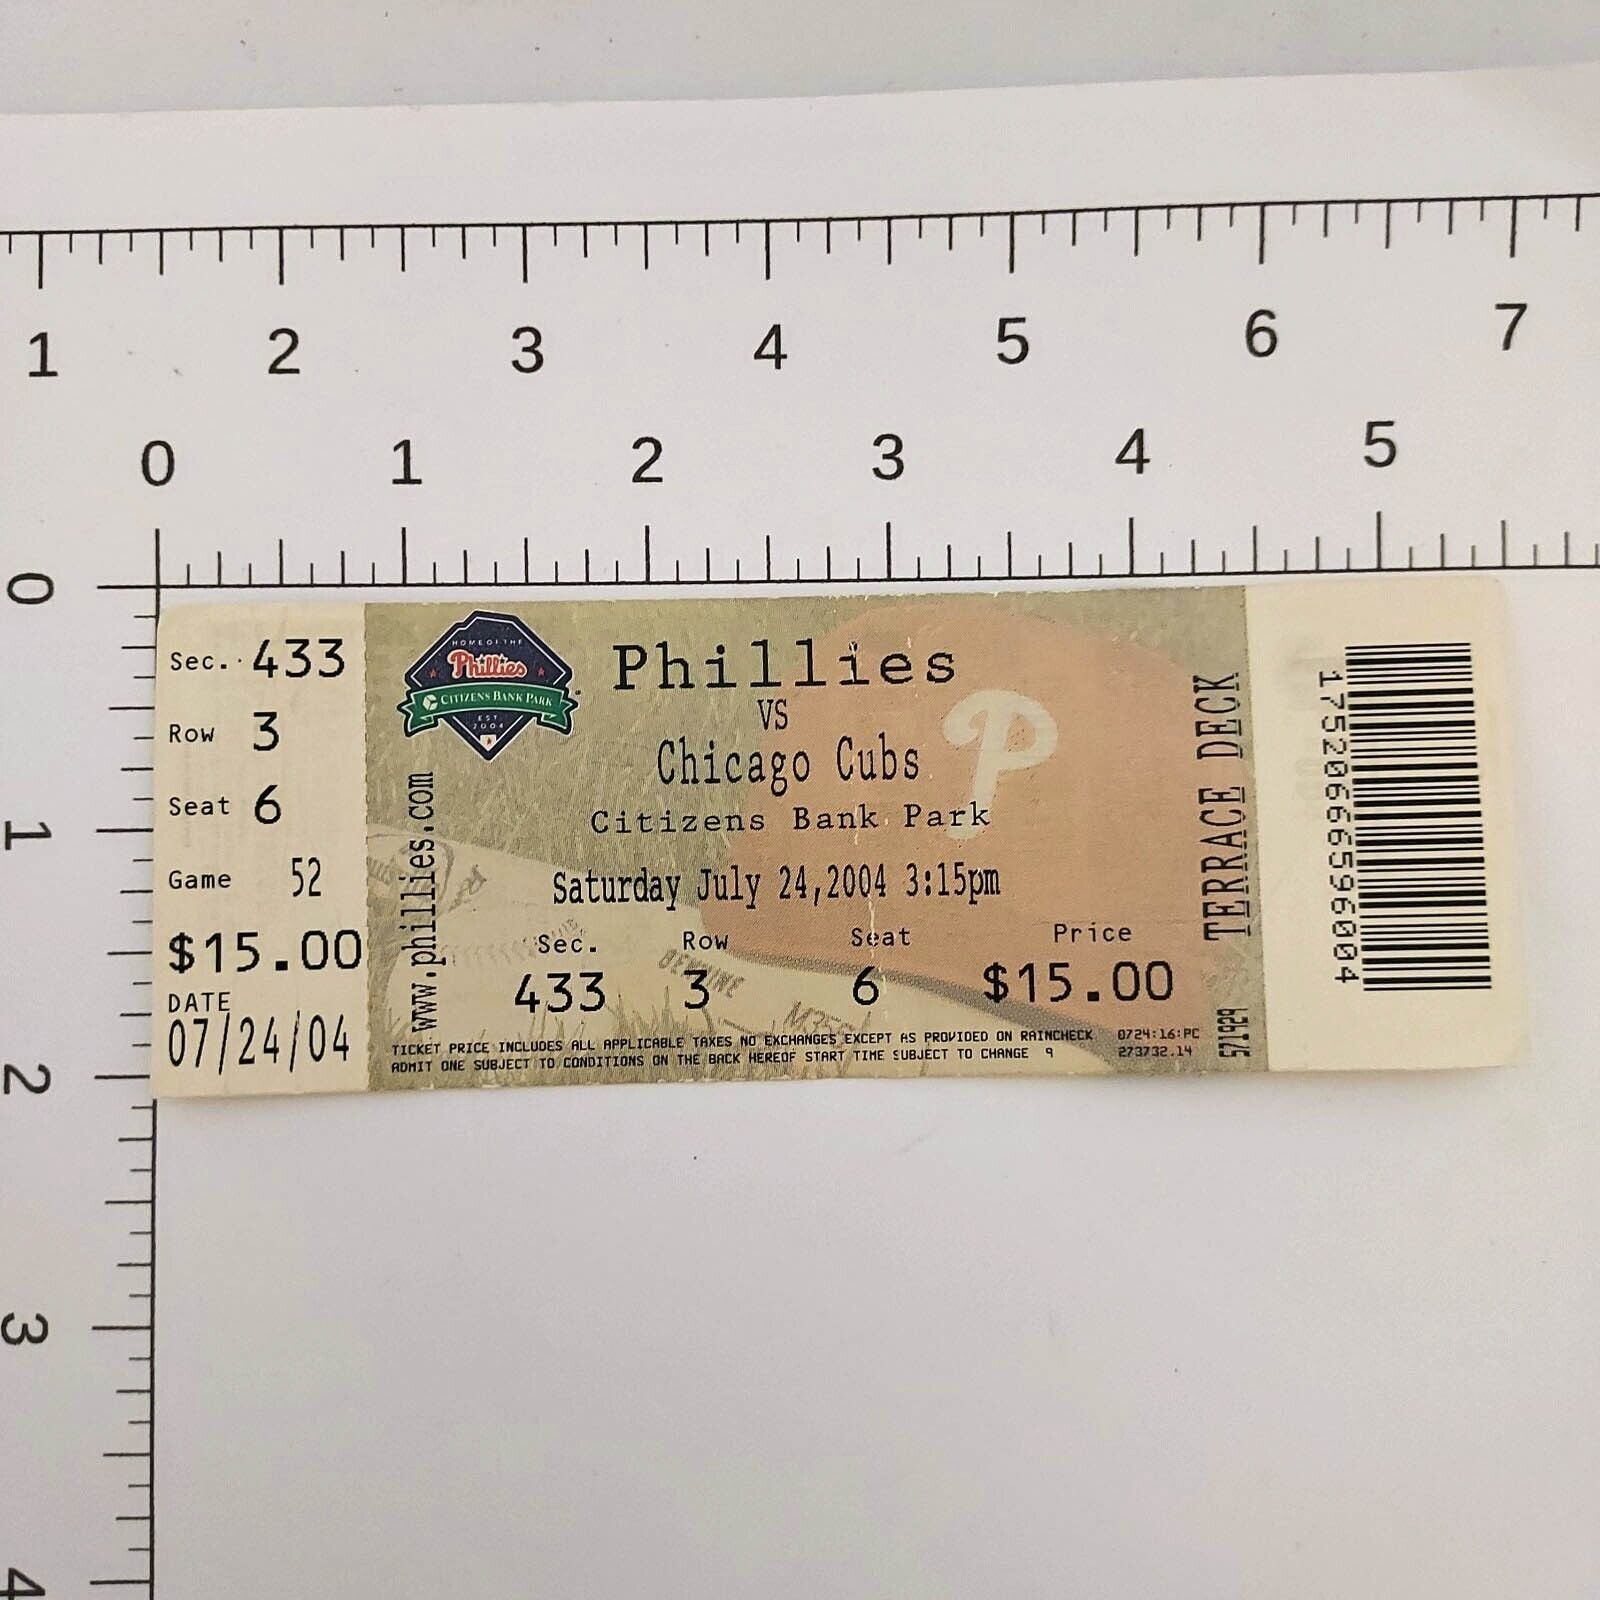 1 2 3 4 5 6 7
0 1 2 3 4 5
0
1
2
3
4
Sec. 433
Row 3
Seat 6
Game 52
$15.00
DATE
07/24/04
HOME OF THE
Phillies
CITIZENS BANK PARK
EST.
2004
www.phillies.com
Phillies
VS
Chicago Cubs
Citizens Bank Park
Saturday July 24,2004 3:15pm
Sec. Row Seat Price
433 3 6 $15.00
TICKET PRICE INCLUDES ALL APPLICABLE TAXES NO EXCHANGES EXCEPT AS PROVIDED ON RAINCHECK
ADMIT ONE SUBJECT TO CONDITIONS ON THE BACK HEREOF START TIME SUBJECT TO CHANGE 9
0724:16:PC
273732.14
TERRACE DECK
571929
1752066596004